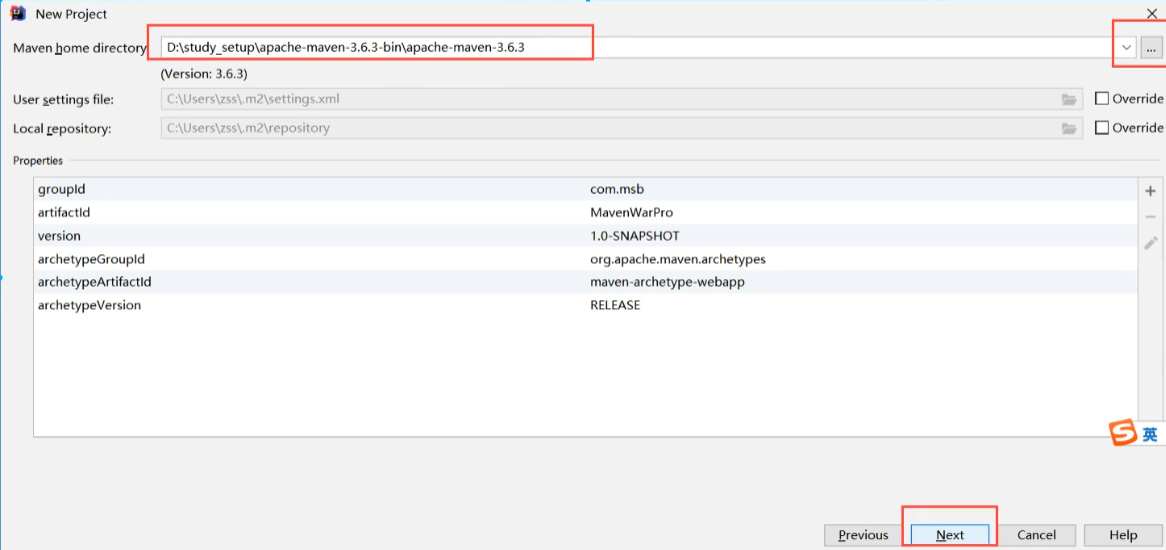 New Project
Maven home directory D:\study_setup\apache-maven-3.6.3-bin\apache-maven-3.6.3 ...
(Version: 3.6.3)
User settings file: C:\Users\zss\.m2\settings.xml Override
Local repository: C:\Users\zss\.m2\repository Override
Properties
groupId com.msb
artifactId MavenWarPro
version 1.0-SNAPSHOT
archetypeGroupId org.apache.maven.archetypes
archetypeArtifactId maven-archetype-webapp
archetypeVersion RELEASE
S 英
Previous Next Cancel Help